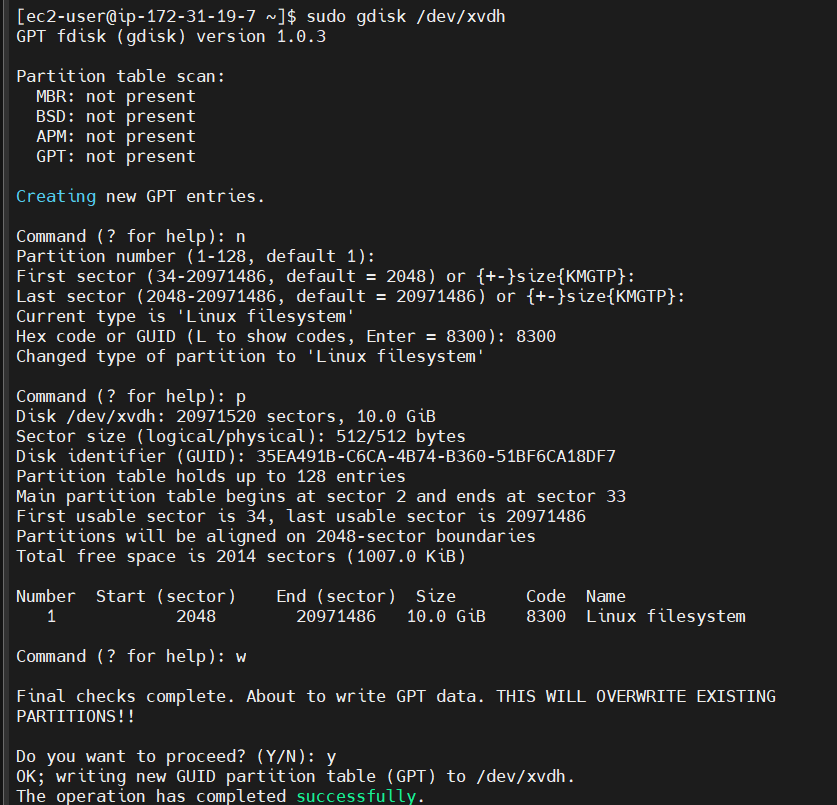 [ec2-user@ip-172-31-19-7 ~]$ sudo gdisk /dev/xvdh
GPT fdisk (gdisk) version 1.0.3
Partition table scan:
MBR: not present
BSD: not present
APM: not present
GPT: not present
Creating new GPT entries.
Command (? for help): n
Partition number (1-128, default 1):
First sector (34-20971486, default = 2048) or {+-}size{KMGTP}:
Last sector (2048-20971486, default = 20971486) or {+-}size{KMGTP}:
Current type is 'Linux filesystem'
Hex code or GUID (L to show codes, Enter = 8300): 8300
Changed type of partition to 'Linux filesystem'
Command (? for help): p
Disk /dev/xvdh: 20971520 sectors, 10.0 GiB
Sector size (logical/physical): 512/512 bytes
Disk identifier (GUID): 35EA491B-C6CA-4B74-B360-51BF6CA18DF7
Partition table holds up to 128 entries
Main partition table begins at sector 2 and ends at sector 33
First usable sector is 34, last usable sector is 20971486
Partitions will be aligned on 2048-sector boundaries
Total free space is 2014 sectors (1007.0 KiB)
Number  Start (sector)    End (sector)  Size       Code  Name
1            2048        20971486   10.0 GiB    8300  Linux filesystem
Command (? for help): w
Final checks complete. About to write GPT data. THIS WILL OVERWRITE EXISTING
PARTITIONS!!
Do you want to proceed? (Y/N): y
OK; writing new GUID partition table (GPT) to /dev/xvdh.
The operation has completed successfully.